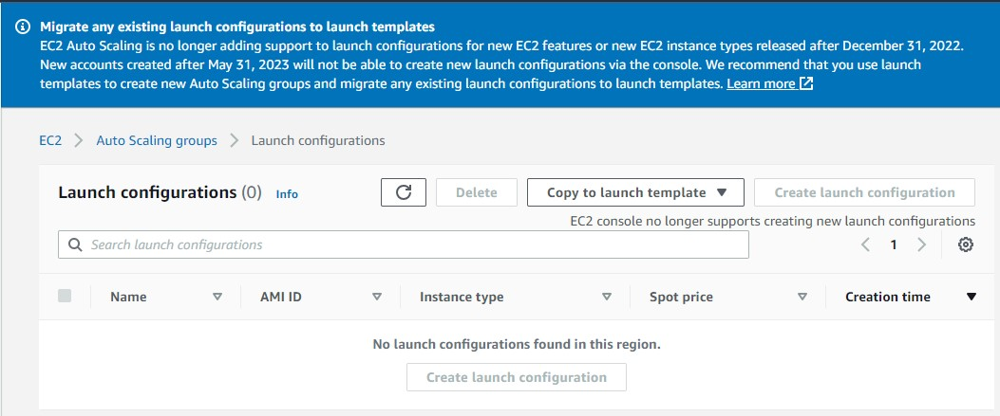 Migrate any existing launch configurations to launch templates
EC2 Auto Scaling is no longer adding support to launch configurations for new EC2 features or new EC2 instance types released after December 31, 2022.
New accounts created after May 31, 2023 will not be able to create new launch configurations via the console. We recommend that you use launch
templates to create new Auto Scaling groups and migrate any existing launch configurations to launch templates. Learn more
EC2 > Auto Scaling groups > Launch configurations
Launch configurations (0) Info Delete Copy to launch template Create launch configuration
EC2 console no longer supports creating new launch configurations
Search launch configurations < 1 >
Name AMI ID Instance type Spot price Creation time
No launch configurations found in this region.
Create launch configuration